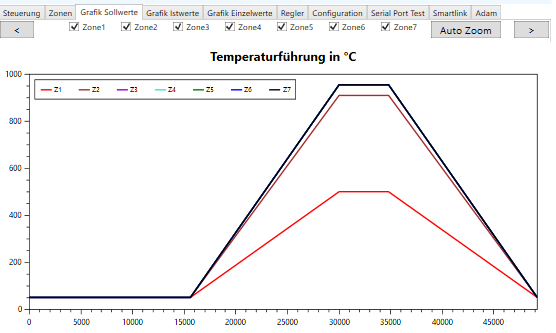 Steuerung Zonen Grafik Sollwerte Grafik Istwerte Grafik Einzelwerte Regler Configuration Serial Port Test Smartlink Adam
< Zone1 Zone2 Zone3 Zone4 Zone5 Zone6 Zone7 Auto Zoom >
Temperaturführung in °C
Z1 Z2 Z3 Z4 Z5 Z6 Z7
1000
800
600
400
200
0
0 5000 10000 15000 20000 25000 30000 35000 40000 45000